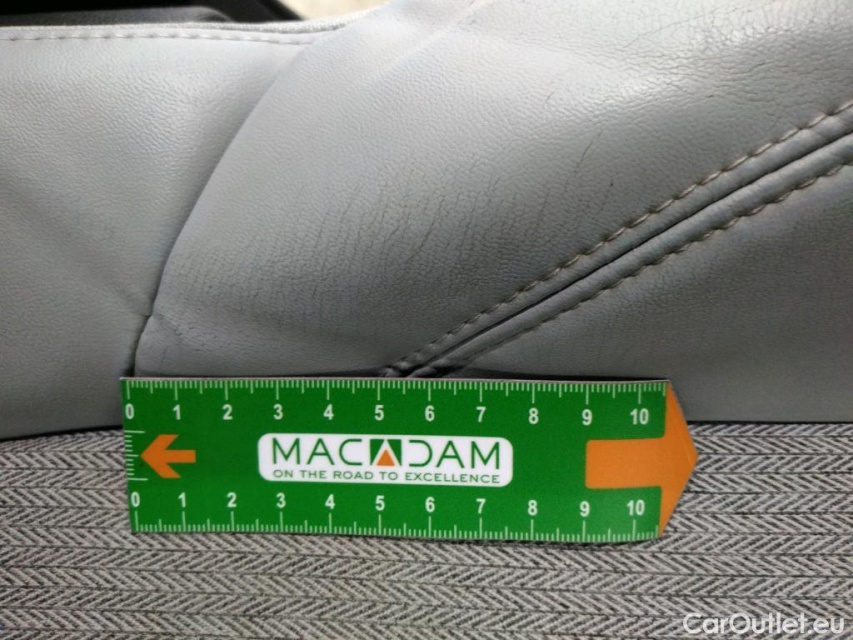 0 1 2 3 4 5 6 7 8 9 10
MACADAM
ON THE ROAD TO EXCELLENCE
0 1 2 3 4 5 6 7 8 9 10
CarOutlet.eu